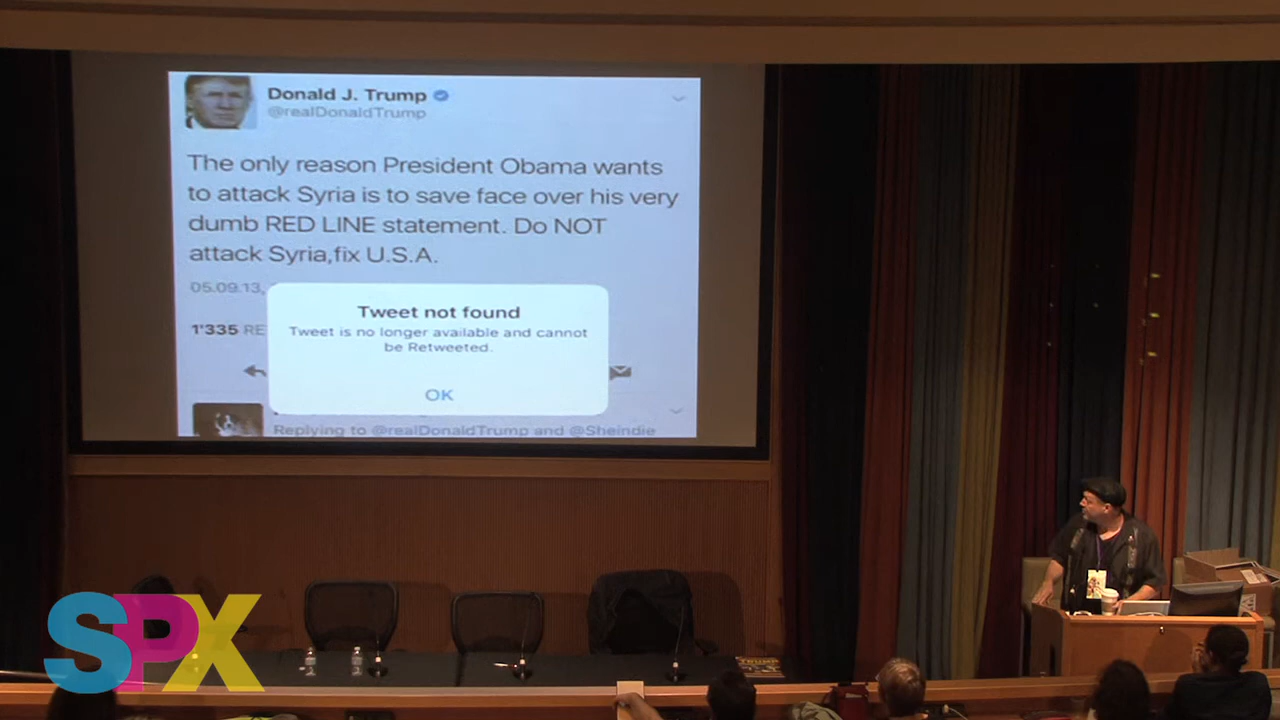 Donald J. Trump
@realDonaldTrump
The only reason President Obama wants
to attack Syria is to save face over his very
dumb RED LINE statement. Do NOT
attack Syria,fix U.S.A.
05.09.13,
1'335 RE
Tweet not found
Tweet is no longer available and cannot
be Retweeted.
OK
Replying to @realDonaldTrump and @Sheindie
TRUMP
SPX